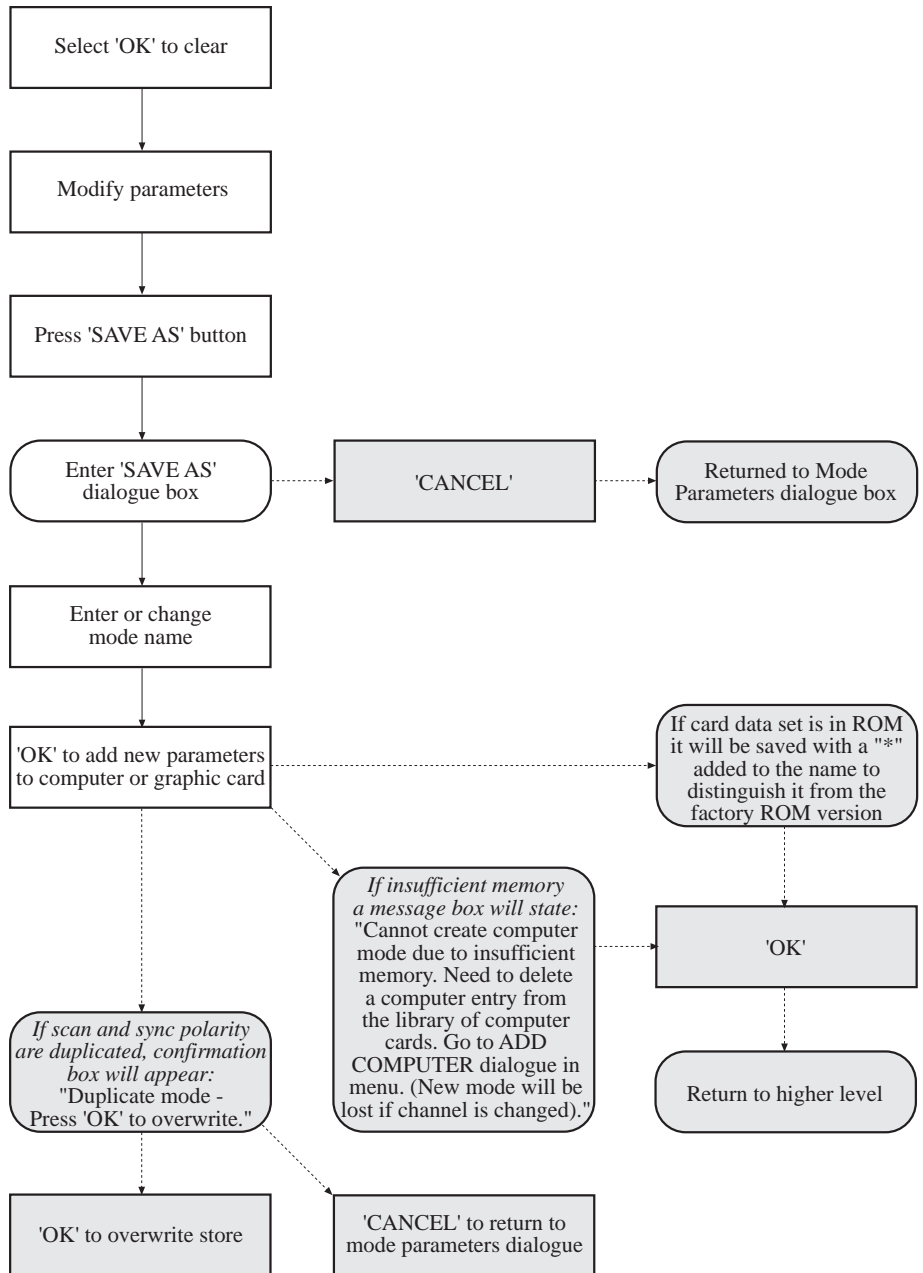 Select 'OK' to clear
Modify parameters
Press 'SAVE AS' button
Enter 'SAVE AS'
dialogue box
'CANCEL'
Returned to Mode
Parameters dialogue box
Enter or change
mode name
'OK' to add new parameters
to computer or graphic card
If card data set is in ROM
it will be saved with a "*"
added to the name to
distinguish it from the
factory ROM version
If insufficient memory
a message box will state:
"Cannot create computer
mode due to insufficient
memory. Need to delete
a computer entry from
the library of computer
cards. Go to ADD
COMPUTER dialogue in
menu. (New mode will be
lost if channel is changed)."
'OK'
Return to higher level
If scan and sync polarity
are duplicated, confirmation
box will appear:
"Duplicate mode -
Press 'OK' to overwrite."
'OK' to overwrite store
'CANCEL' to return to
mode parameters dialogue